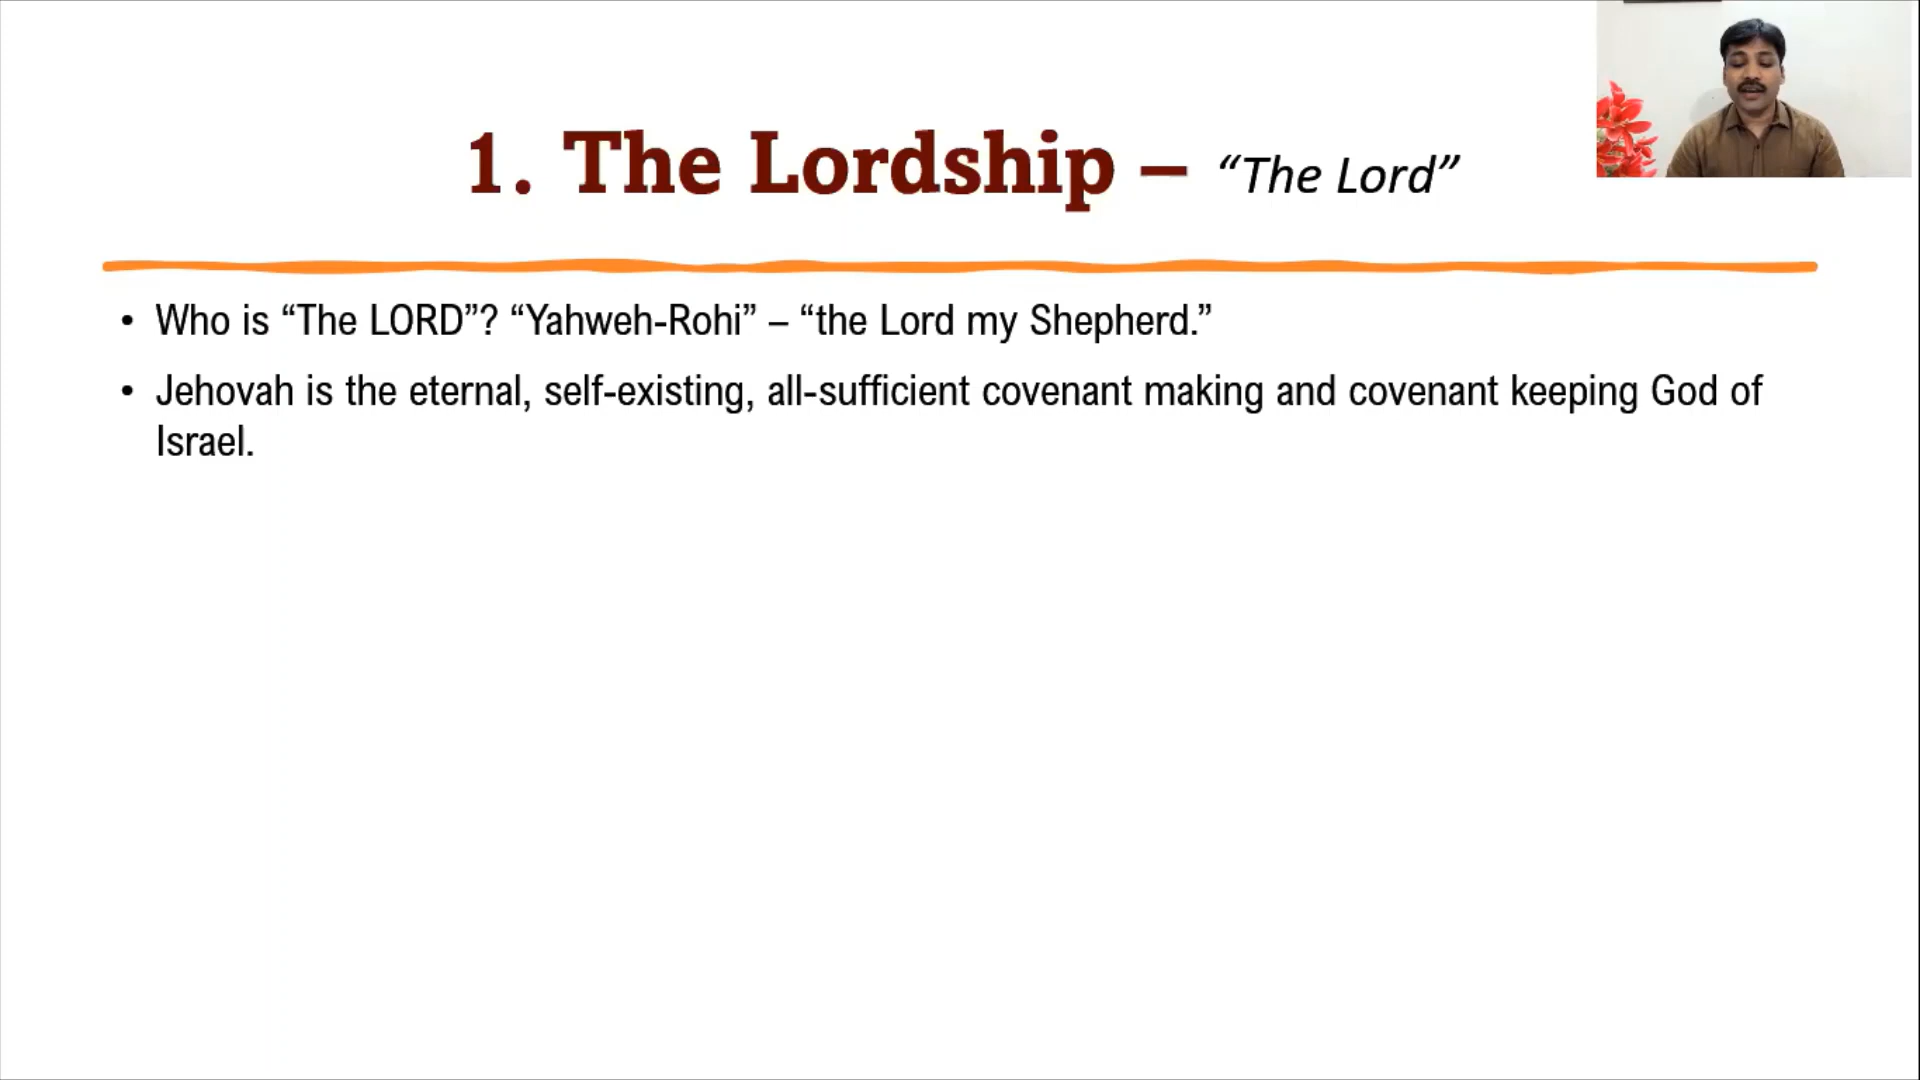 1. The Lordship – “The Lord”
• Who is “The LORD”? “Yahweh-Rohi” – “the Lord my Shepherd.”
• Jehovah is the eternal, self-existing, all-sufficient covenant making and covenant keeping God of
Israel.